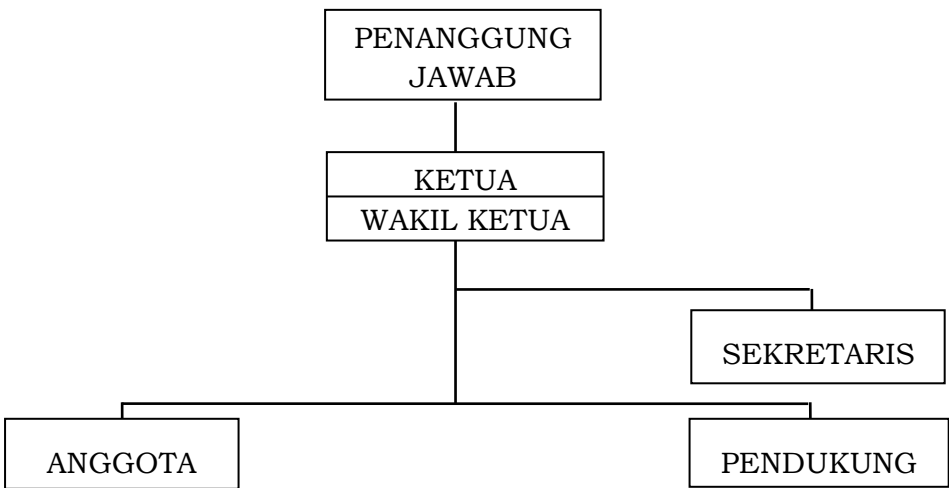 PENANGGUNG
JAWAB
KETUA
WAKIL KETUA
SEKRETARIS
ANGGOTA
PENDUKUNG